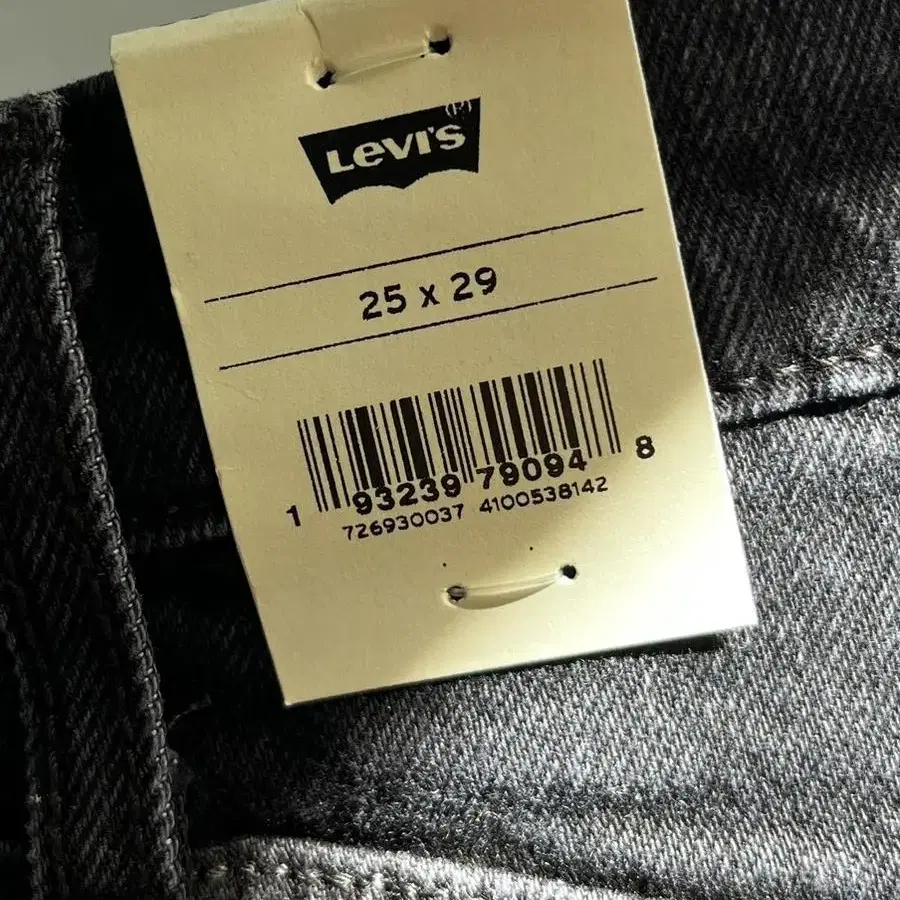 Levi's
(R)
25 x 29
1 93239 79094 8
726930037 4100538142